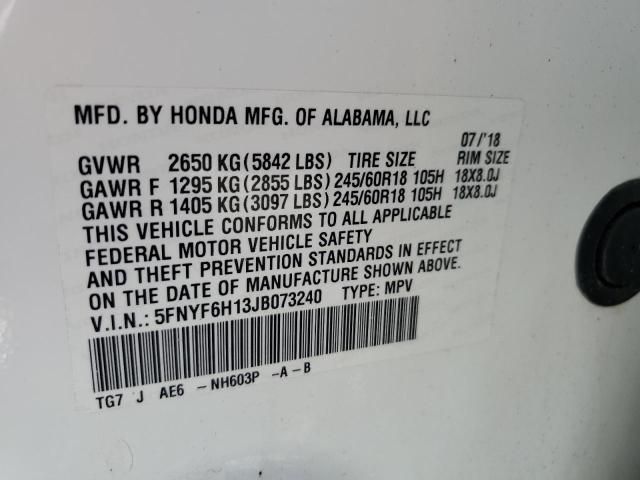 MFD. BY HONDA MFG. OF ALABAMA, LLC
07/'18
GVWR 2650 KG (5842 LBS) TIRE SIZE RIM SIZE
GAWR F 1295 KG (2855 LBS) 245/60R18 105H 18X8.0J
GAWR R 1405 KG (3097 LBS) 245/60R18 105H 18X8.0J
THIS VEHICLE CONFORMS TO ALL APPLICABLE
FEDERAL MOTOR VEHICLE SAFETY
AND THEFT PREVENTION STANDARDS IN EFFECT
ON THE DATE OF MANUFACTURE SHOWN ABOVE.
V.I.N.: 5FNYF6H13JB073240 TYPE: MPV
TG7 J AE6 -NH603P -A-B